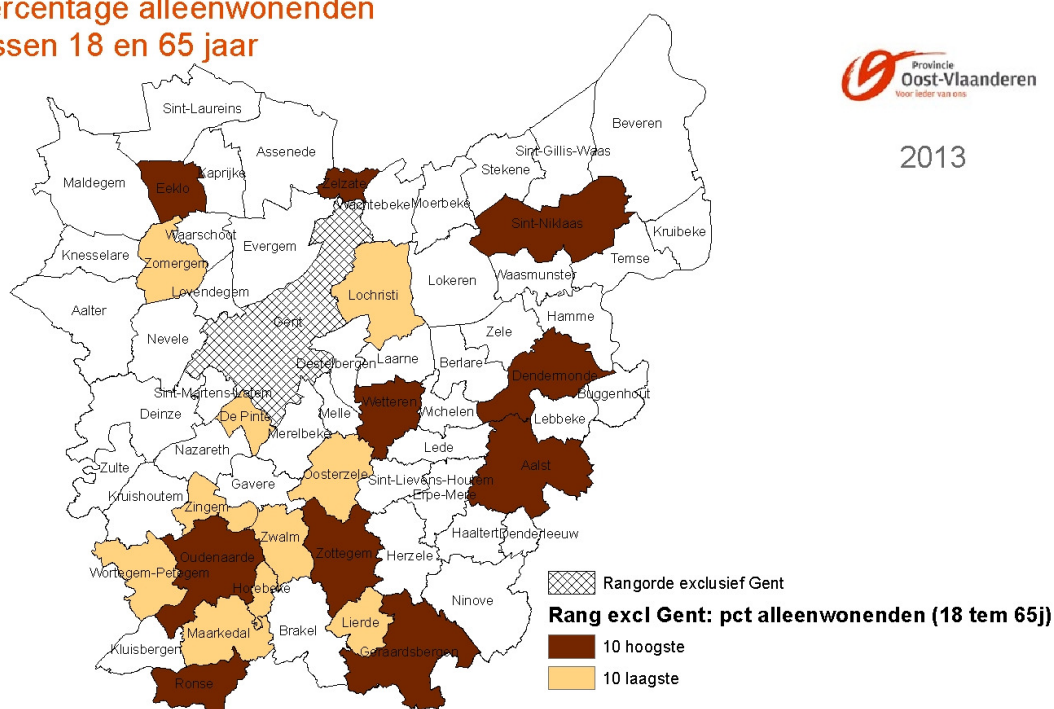 ercentage alleenwonenden
ssen 18 en 65 jaar
Provincie
Oost-Vlaanderen
Voor ieder van ons
2013
Sint-Laureins
Beveren
Assenede
Sint-Gillis-Waas
Stekene
Kaprijke
Maldegem
Eeklo
Zelzate
Wachtebeke
Moerbeke
Sint-Niklaas
Kruibeke
Waarschoot
Evergem
Knesselare
Zomergem
Temse
Waasmunster
Lokeren
Lovendegem
Lochristi
Aalter
Hamme
Gent
Zele
Nevele
Destelbergen
Laarne
Berlare
Dendermonde
Buggenhout
Sint-Martens-Latem
Wetteren
Deinze
De Pinte
Melle
Wichelen
Lebbeke
Merelbeke
Nazareth
Lede
Aalst
Zulte
Oosterzele
Sint-Lievens-Houtem
Gavere
Kruishoutem
Erpe-Mere
Zingem
Haaltert
Denderleeuw
Zwalm
Zottegem
Herzele
Oudenaarde
Wortegem-Petegem
Horebeke
Ninove
Lierde
Maarkedal
Brakel
Kluisbergen
Geraardsbergen
Ronse
Rangorde exclusief Gent
Rang excl Gent: pct alleenwonenden (18 tem 65j)
10 hoogste
10 laagste